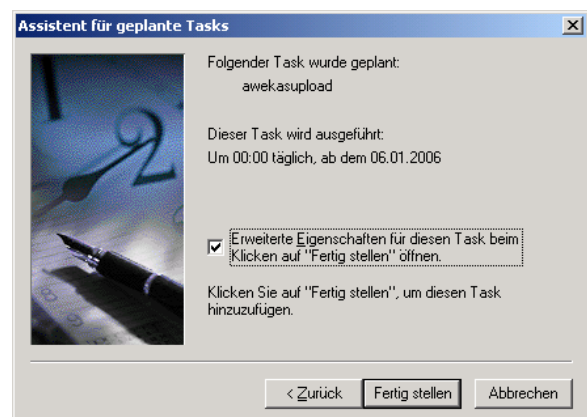 Assistent für geplante Tasks
Folgender Task wurde geplant:
awekasupload
Dieser Task wird ausgeführt:
Um 00:00 täglich, ab dem 06.01.2006
Erweiterte Eigenschaften für diesen Task beim
Klicken auf "Fertig stellen" öffnen.
Klicken Sie auf "Fertig stellen", um diesen Task
hinzuzufügen.
< Zurück
Fertig stellen
Abbrechen